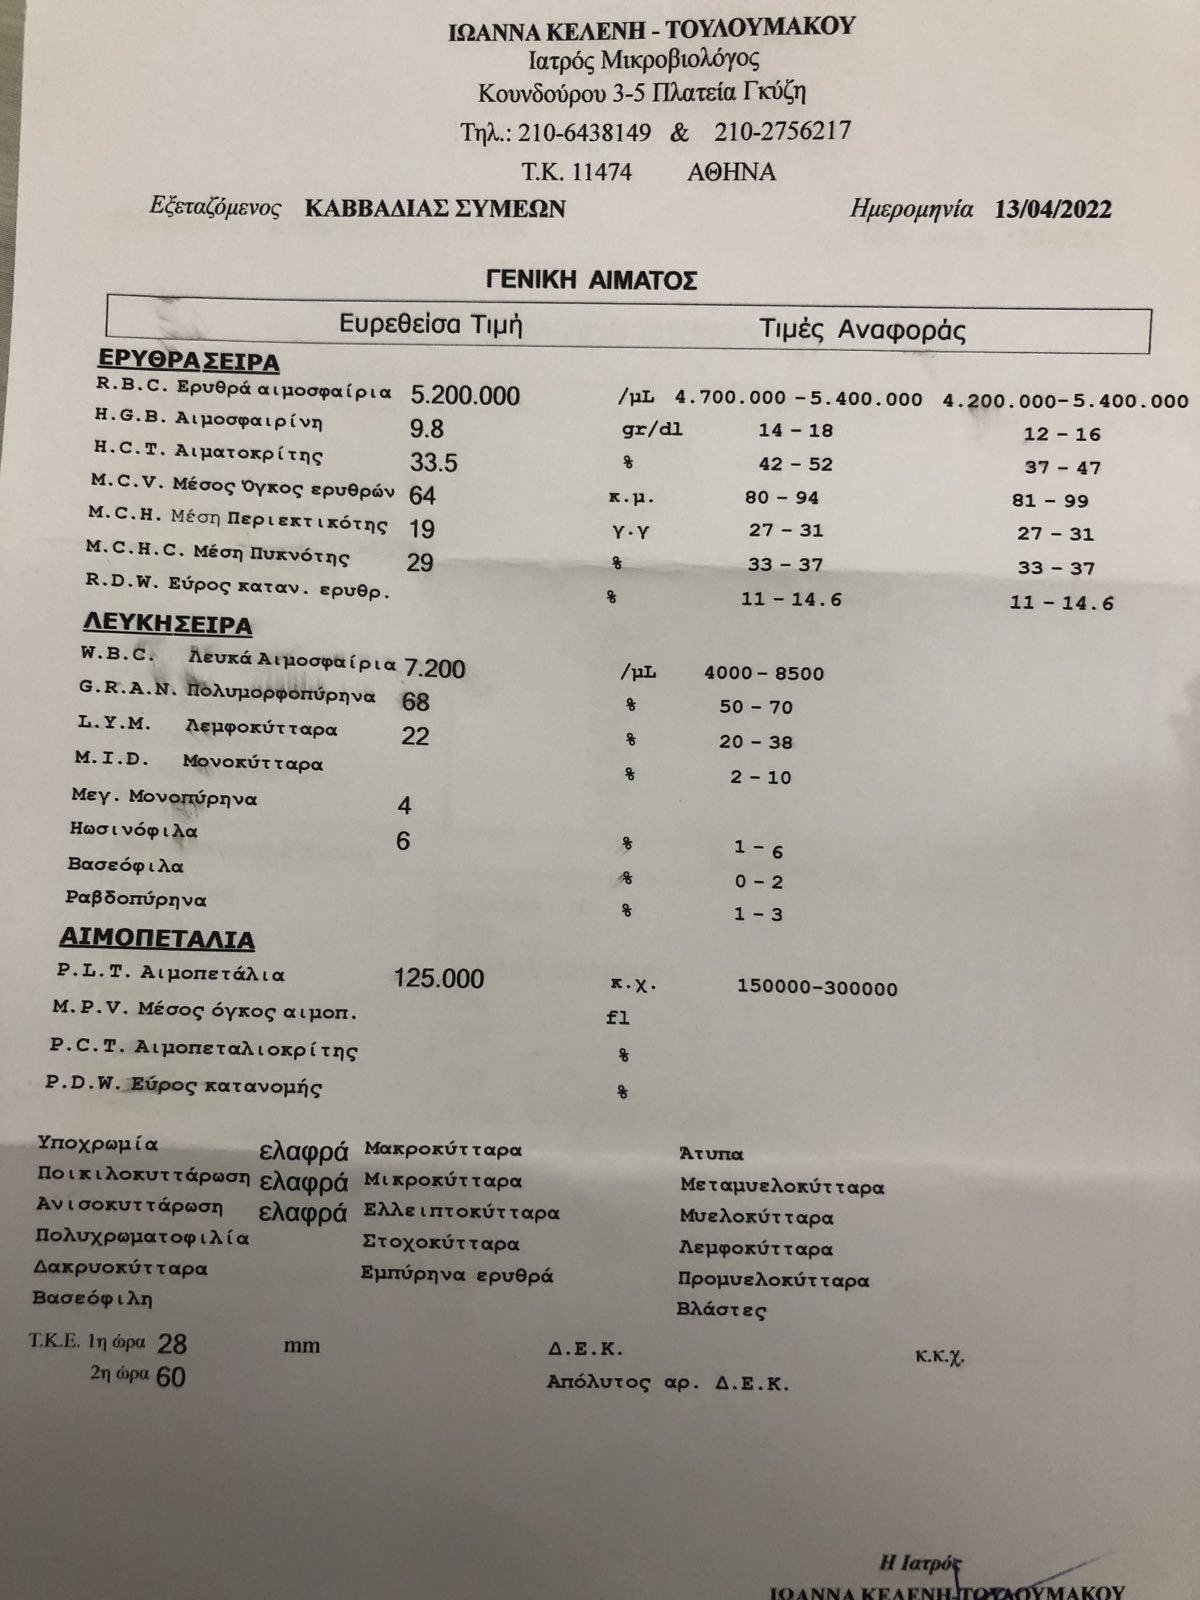 ΙΩΑΝΝΑ ΚΕΛΕΝΗ - ΤΟΥΛΟΥΜΑΚΟΥ
Ιατρός Μικροβιολόγος
Κουνδούρου 3-5 Πλατεία Γκύζη
Τηλ.: 210-6438149 & 210-2756217
Τ.Κ. 11474 ΑΘΗΝΑ
Εξεταζόμενος ΚΑΒΒΑΔΙΑΣ ΣΥΜΕΩΝ Ημερομηνία 13/04/2022
ΓΕΝΙΚΗ ΑΙΜΑΤΟΣ
Ευρεθείσα Τιμή Τιμές Αναφοράς
ΕΡΥΘΡΑ ΣΕΙΡΑ
R.B.C. Ερυθρά αιμοσφαίρια 5.200.000 /μL 4.700.000 - 5.400.000 4.200.000-5.400.000
H.G.B. Αιμοσφαιρίνη 9.8 gr/dl 14 - 18 12 - 16
H.C.T. Αιματοκρίτης 33.5 % 42 - 52 37 - 47
M.C.V. Μέσος Όγκος ερυθρών 64 κ.μ. 80 - 94 81 - 99
M.C.H. Μέση Περιεκτικότης 19 γ.γ 27 - 31 27 - 31
M.C.H.C. Μέση Πυκνότης 29 % 33 - 37 33 - 37
R.D.W. Εύρος καταν. ερυθρ. % 11 - 14.6 11 - 14.6
ΛΕΥΚΗ ΣΕΙΡΑ
W.B.C. Λευκά Αιμοσφαίρια 7.200 /μL 4000 - 8500
G.R.A.N. Πολυμορφοπύρηνα 68 % 50 - 70
L.Y.M. Λεμφοκύτταρα 22 % 20 - 38
M.I.D. Μονοκύτταρα % 2 - 10
Μεγ. Μονοπύρηνα 4
Ηωσινόφιλα 6 % 1 - 6
Βασεόφιλα % 0 - 2
Ραβδοπύρηνα % 1 - 3
ΑΙΜΟΠΕΤΑΛΙΑ
P.L.T. Αιμοπετάλια 125.000 κ.χ. 150000-300000
M.P.V. Μέσος όγκος αιμοπ. fl
P.C.T. Αιμοπεταλιοκρίτης %
P.D.W. Εύρος κατανομής %
Υποχρωμία ελαφρά Μακροκύτταρα Άτυπα
Ποικιλοκυττάρωση ελαφρά Μικροκύτταρα Μεταμυελοκύτταρα
Ανισοκυττάρωση ελαφρά Ελλειπτοκύτταρα Μυελοκύτταρα
Πολυχρωματοφιλία Στοχοκύτταρα Λεμφοκύτταρα
Δακρυοκύτταρα Εμπύρηνα ερυθρά Προμυελοκύτταρα
Βασεόφιλη Βλάστες
Τ.Κ.Ε. 1η ώρα 28 mm Δ.Ε.Κ. κ.κ.χ.
2η ώρα 60 Απόλυτος αρ. Δ.Ε.Κ.
Η Ιατρός
ΙΩΑΝΝΑ ΚΕΛΕΝΗ-ΤΟΥΛΟΥΜΑΚΟΥ